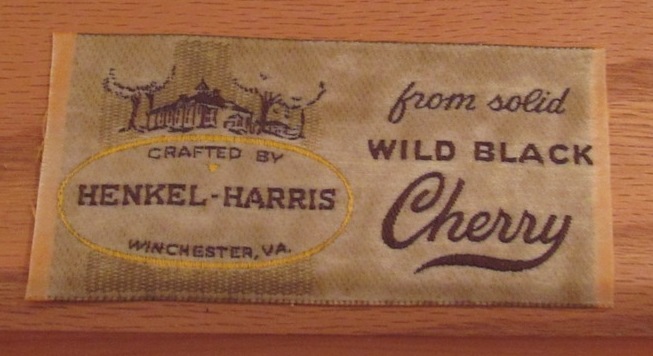 CRAFTED BY
HENKEL-HARRIS
WINCHESTER, VA.
from solid
WILD BLACK
Cherry